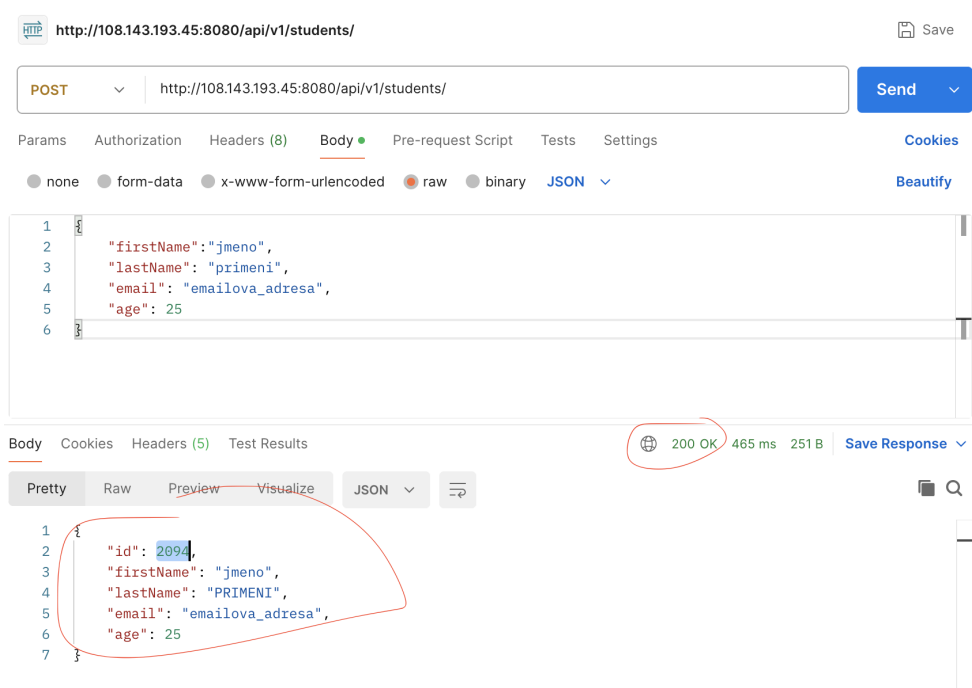 HTTP http://108.143.193.45:8080/api/v1/students/ Save
POST http://108.143.193.45:8080/api/v1/students/ Send
Params Authorization Headers (8) Body Pre-request Script Tests Settings Cookies
none form-data x-www-form-urlencoded raw binary JSON Beautify
1 {
2 "firstName":"jmeno",
3 "lastName": "primeni",
4 "email": "emailova_adresa",
5 "age": 25
6 }
Body Cookies Headers (5) Test Results 200 OK 465 ms 251 B Save Response
Pretty Raw Preview Visualize JSON
1 {
2 "id": 2094,
3 "firstName": "jmeno",
4 "lastName": "PRIMENI",
5 "email": "emailova_adresa",
6 "age": 25
7 }